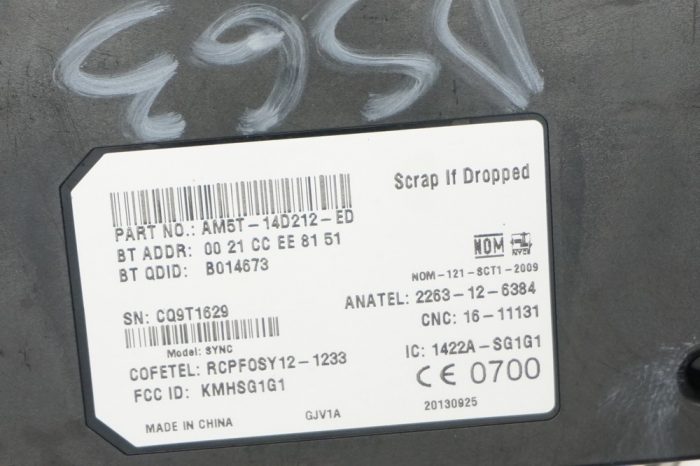 D563
PART NO.: AM5T-14D212-ED
BT ADDR: 00 21 CC EE 81 51
BT QDID: B014673
SN: CQ9T1629
Model: SYNC
COFETEL: RCPFOSY12-1233
FCC ID: KMHSG1G1
MADE IN CHINA
GJV1A
Scrap If Dropped
NOM
NYCE
NOM-121-SCT1-2009
ANATEL: 2263-12-6384
CNC: 16-11131
IC: 1422A-SG1G1
CE 0700
20130925